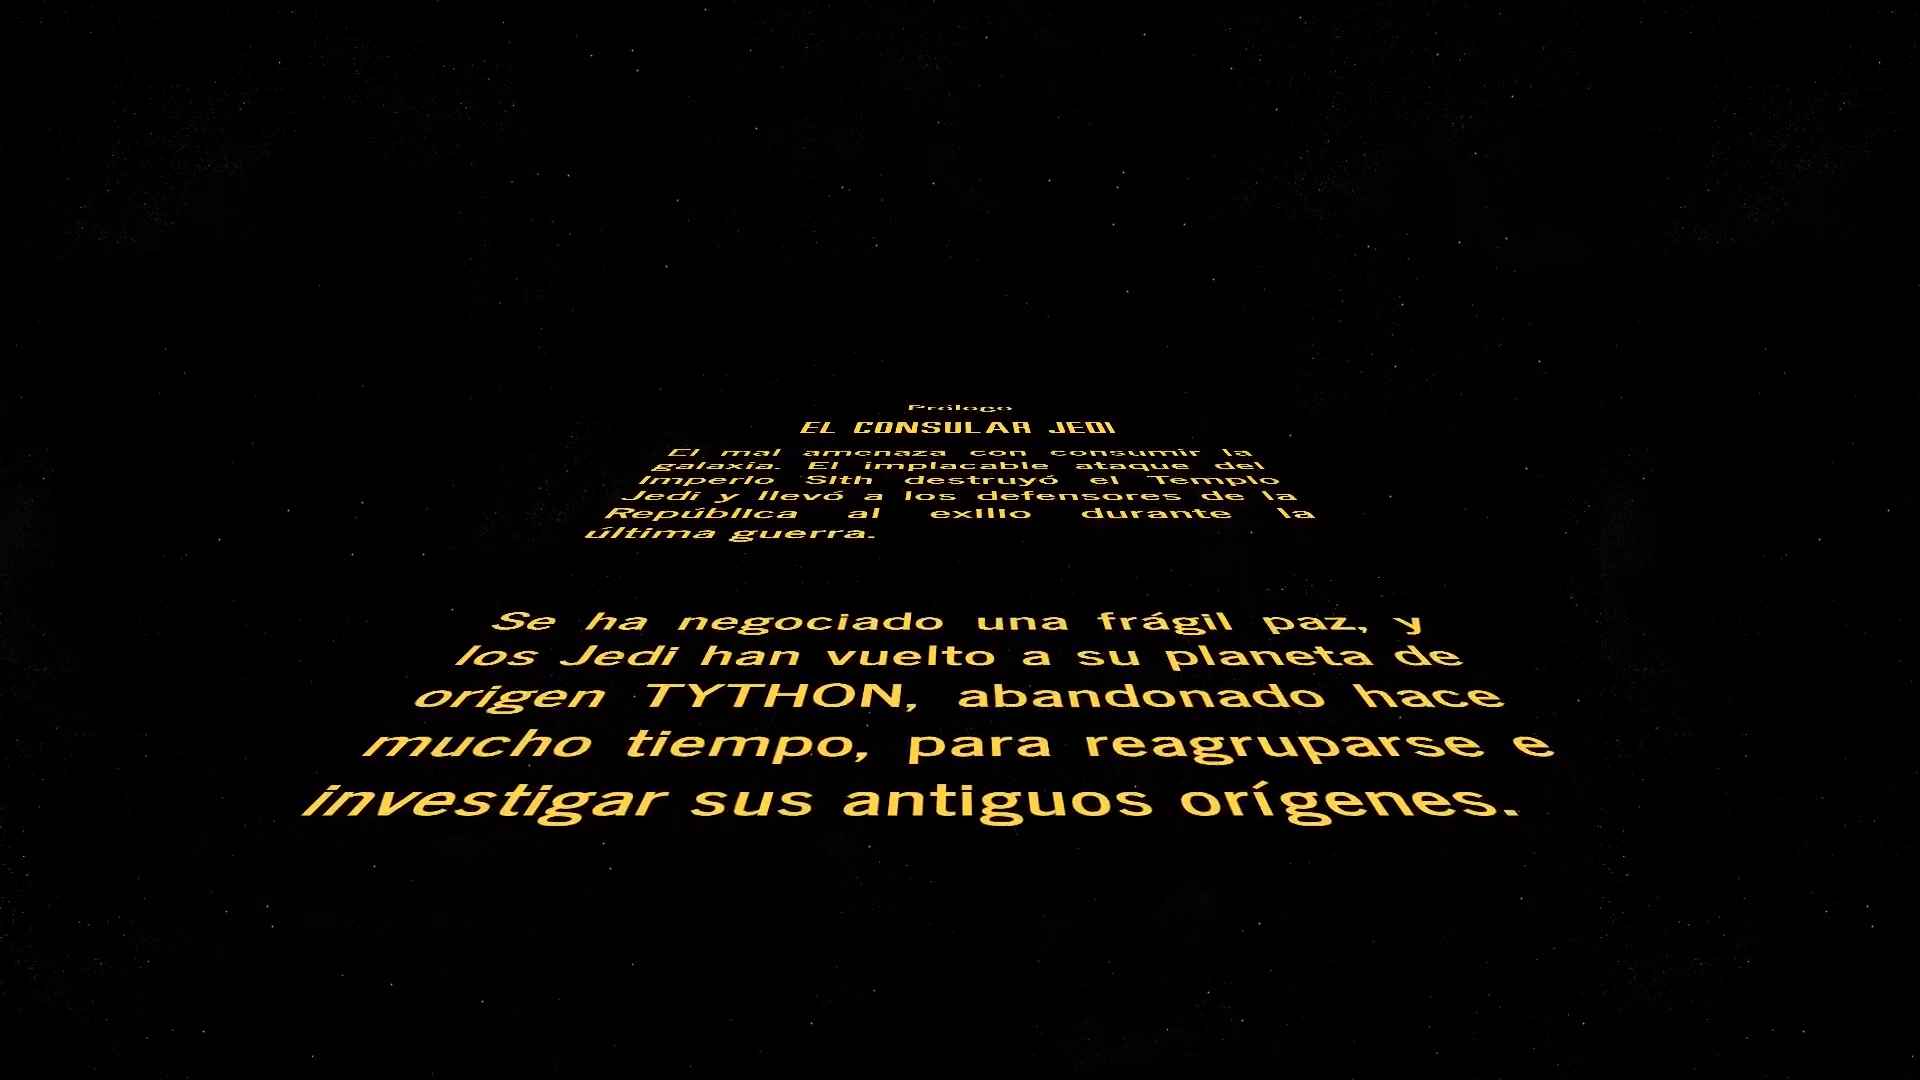 Prólogo
EL CONSULAR JEDI
El mal amenaza con consumir la
galaxia. El implacable ataque del
Imperio Sith destruyó el Templo
Jedi y llevó a los defensores de la
República al exilio durante la
última guerra.
Se ha negociado una frágil paz, y
los Jedi han vuelto a su planeta de
origen TYTHON, abandonado hace
mucho tiempo, para reagruparse e
investigar sus antiguos orígenes.